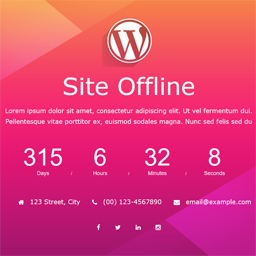 Site Offline
Lorem ipsum dolor sit amet, consectetur adipiscing elit. Ut vel fermentum dui.
Pellentesque vitae porttitor ex, euismod sodales magna. Phasellus sed felis sed du
315 6 32 8
Days / Hours / Minutes / Seconds
123 Street, City (00) 123-4567890 email@example.com